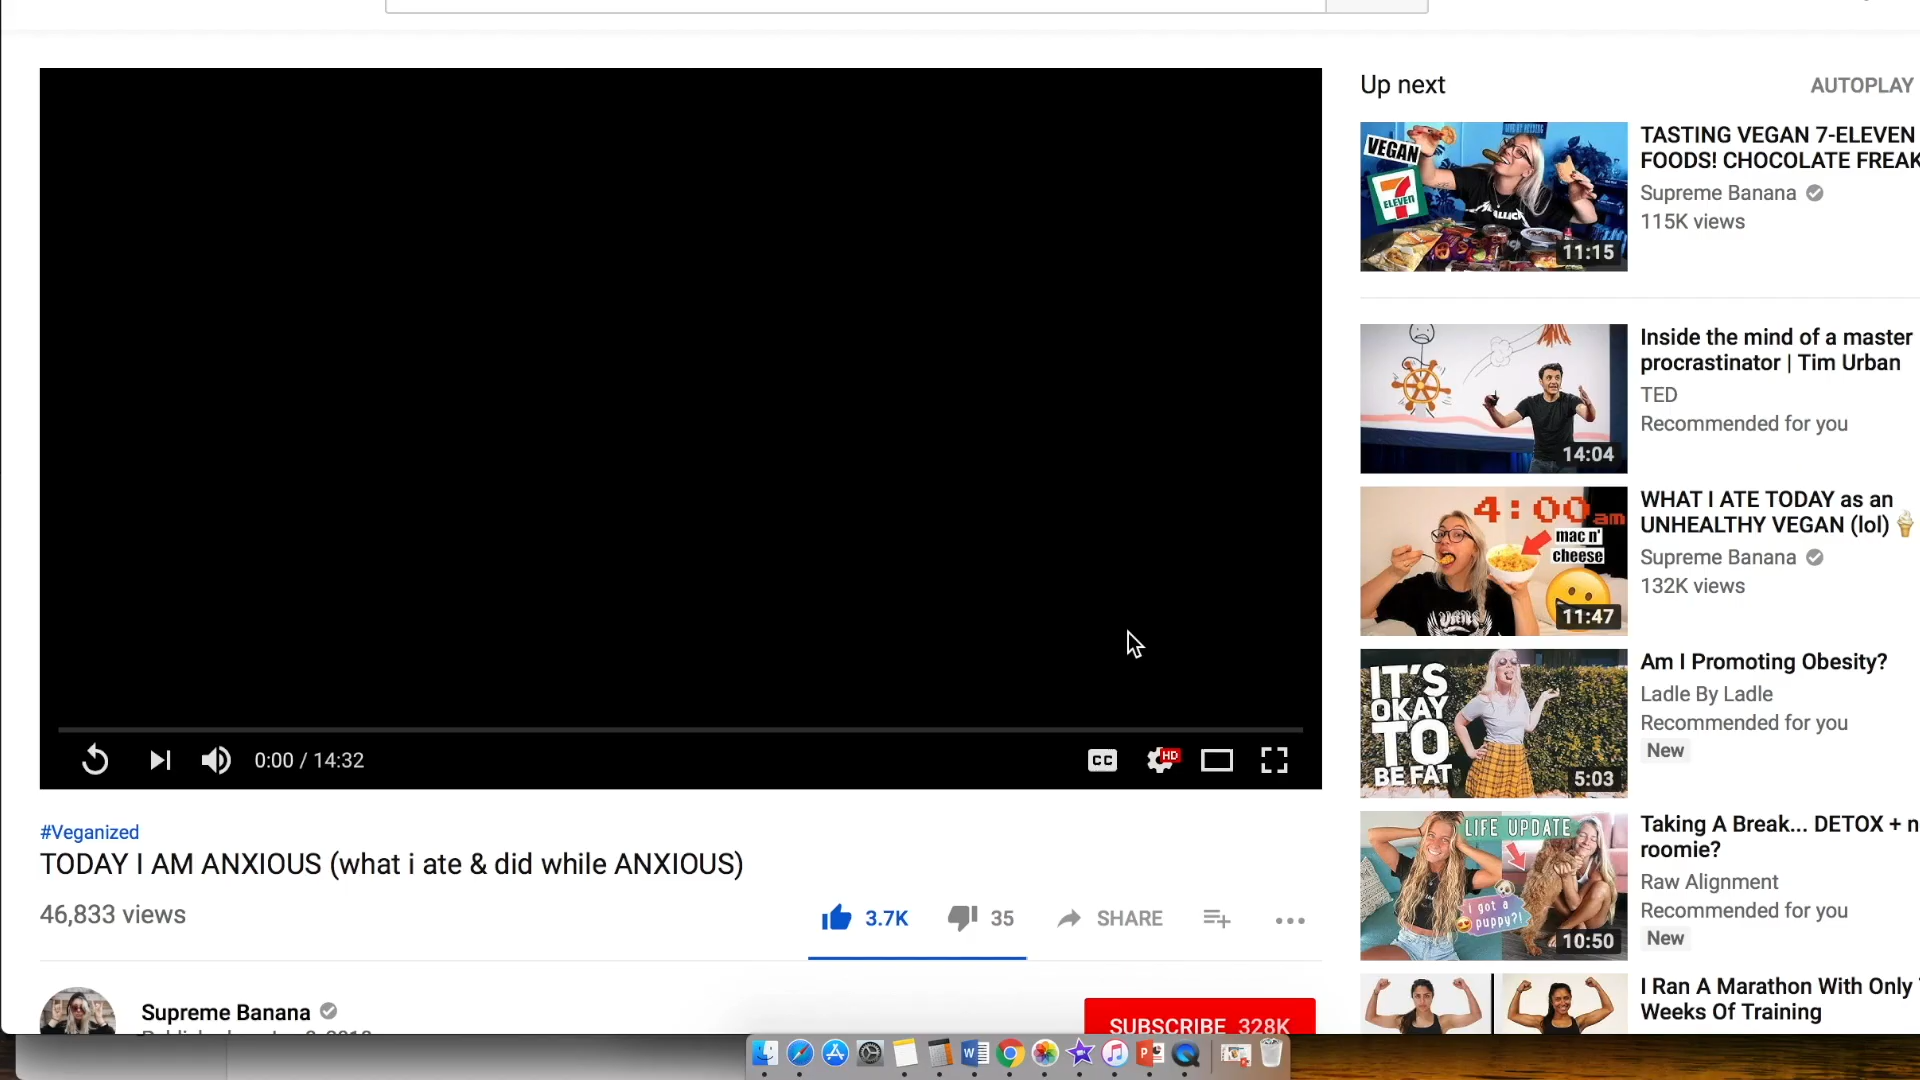 Up next
AUTOPLAY
VEGAN
7
ELEVEN
METALLICA
11:15
TASTING VEGAN 7-ELEVEN
FOODS! CHOCOLATE FREAK
Supreme Banana
115K views
14:04
Inside the mind of a master
procrastinator | Tim Urban
TED
Recommended for you
4:00am
mac n'
cheese
11:47
WHAT I ATE TODAY as an
UNHEALTHY VEGAN (lol)
Supreme Banana
132K views
IT'S
OKAY
TO
BE FAT
5:03
Am I Promoting Obesity?
Ladle By Ladle
Recommended for you
New
LIFE UPDATE
i got a
puppy?!
10:50
Taking A Break... DETOX + n
roomie?
Raw Alignment
Recommended for you
New
I Ran A Marathon With Only
Weeks Of Training
0:00 / 14:32
CC
HD
#Veganized
TODAY I AM ANXIOUS (what i ate & did while ANXIOUS)
46,833 views
3.7K
35
SHARE
Supreme Banana
SUBSCRIBE 328K